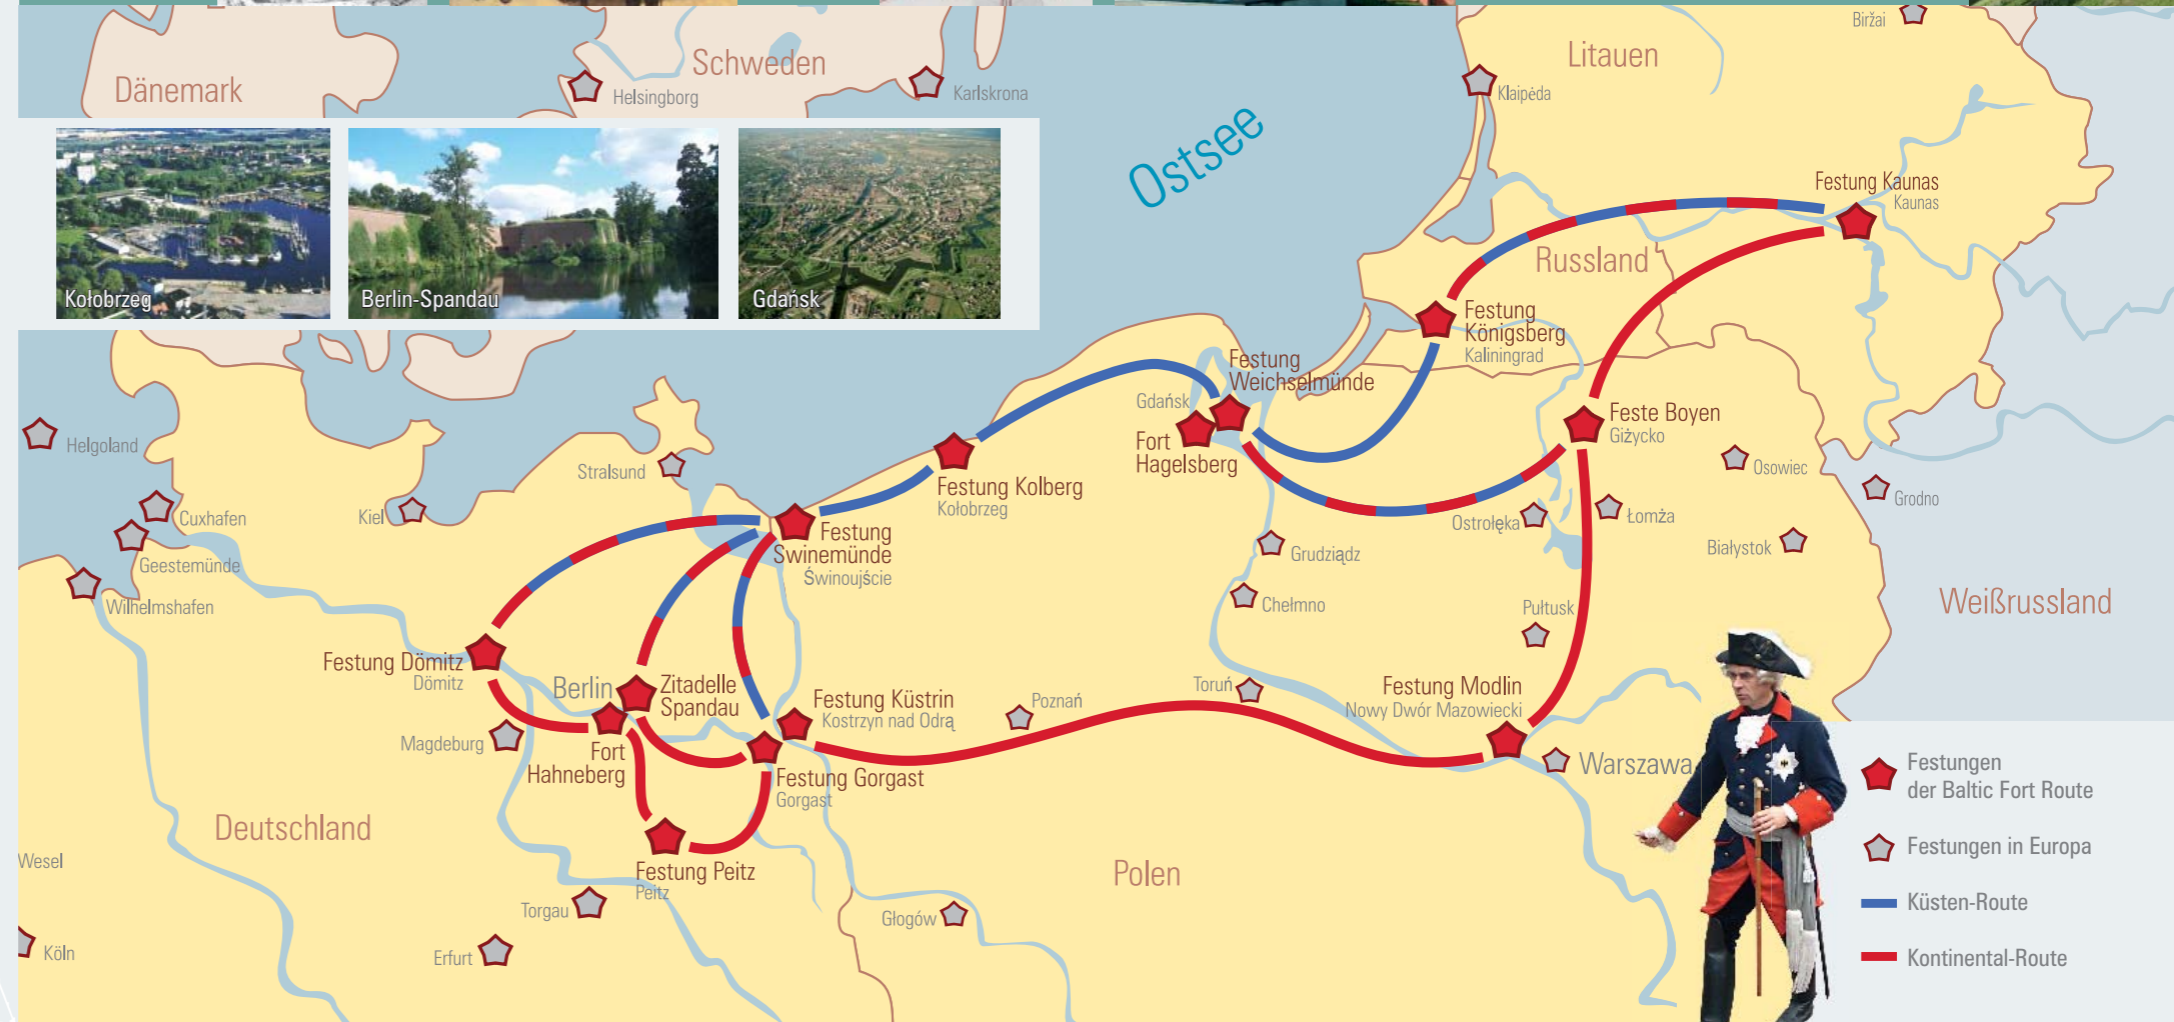 Biržai
Litauen
Schweden
Dänemark
Helsingborg
Karlskrona
Klaipėda
Ostsee
Kołobrzeg
Berlin-Spandau
Gdańsk
Festung Kaunas
Kaunas
Russland
Festung
Königsberg
Kaliningrad
Festung
Weichselmünde
Gdańsk
Fort
Hagelsberg
Feste Boyen
Giżycko
Osowiec
Grodno
Helgoland
Stralsund
Cuxhafen
Kiel
Geestemünde
Wilhelmshafen
Festung Kolberg
Kołobrzeg
Festung
Swinemünde
Świnoujście
Ostrołęka
Łomża
Grudziądz
Białystok
Chełmno
Pułtusk
Weißrussland
Festung Dömitz
Dömitz
Berlin
Zitadelle
Spandau
Festung Küstrin
Kostrzyn nad Odrą
Poznań
Toruń
Festung Modlin
Nowy Dwór Mazowiecki
Magdeburg
Fort
Hahneberg
Festung Gorgast
Gorgast
Warszawa
Deutschland
Wesel
Festung Peitz
Peitz
Polen
Torgau
Głogów
Köln
Erfurt
Festungen
der Baltic Fort Route
Festungen in Europa
Küsten-Route
Kontinental-Route